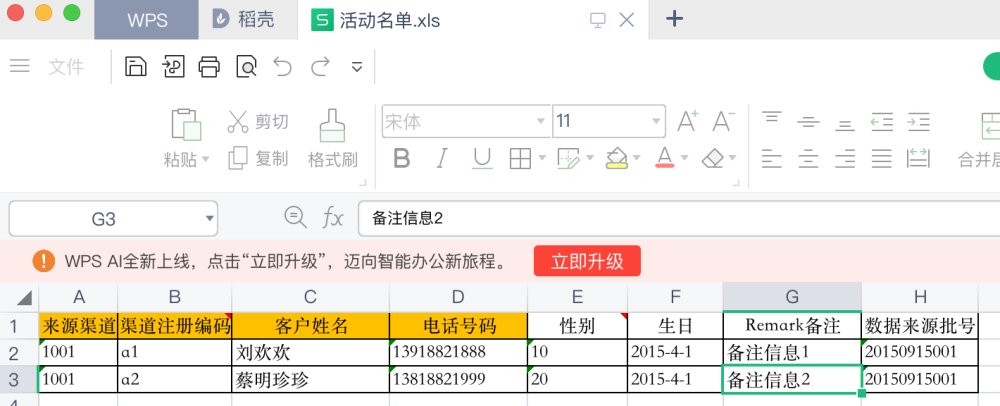 WPS 稻壳 S 活动名单.xls
文件
粘贴 剪切 复制 格式刷 宋体 11 A+ A- B I U A 合并居
G3 fx 备注信息2
WPS AI全新上线，点击“立即升级”，迈向智能办公新旅程。 立即升级
A B C D E F G H
1 来源渠道 渠道注册编码 客户姓名 电话号码 性别 生日 Remark备注 数据来源批号
2 1001 a1 刘欢欢 13918821888 10 2015-4-1 备注信息1 20150915001
3 1001 a2 蔡明珍珍 13818821999 20 2015-4-1 备注信息2 20150915001